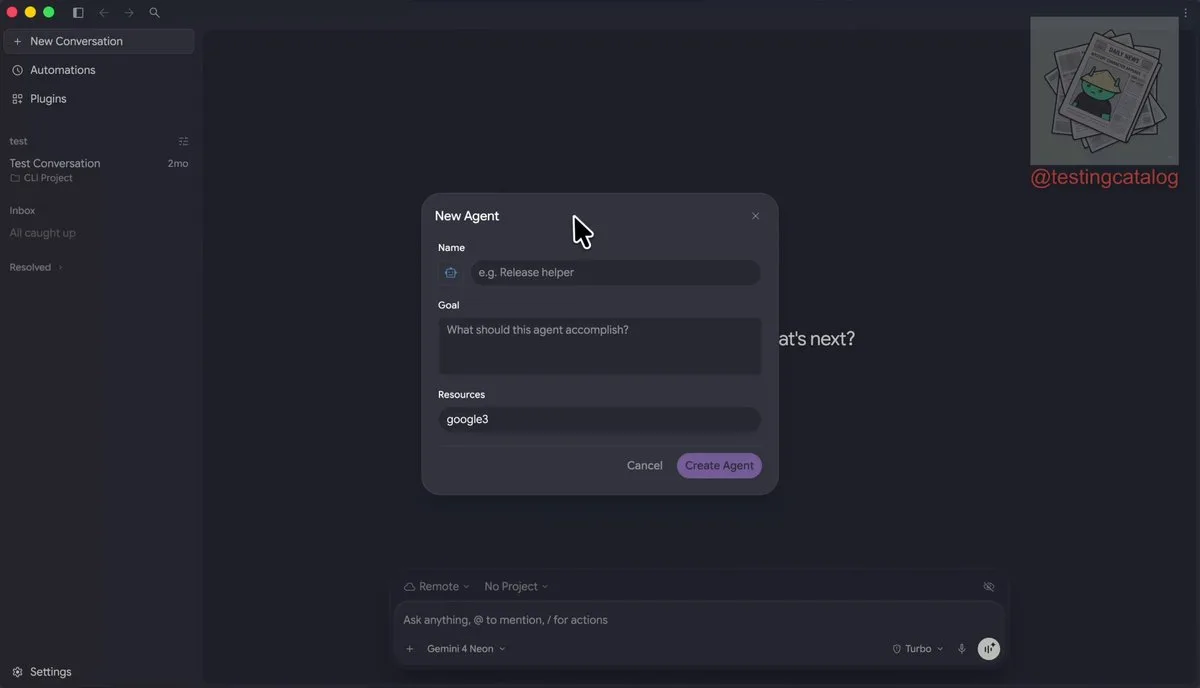 New Conversation
Automations
Plugins
test
Test Conversation 2mo
CLI Project
Inbox
All caught up
Resolved
Settings
DAILY NEWS
@testingcatalog
New Agent
Name
e.g. Release helper
Goal
What should this agent accomplish?
Resources
google3
Cancel Create Agent
at's next?
Remote No Project
Ask anything, @ to mention, / for actions
Gemini 4 Neon Turbo